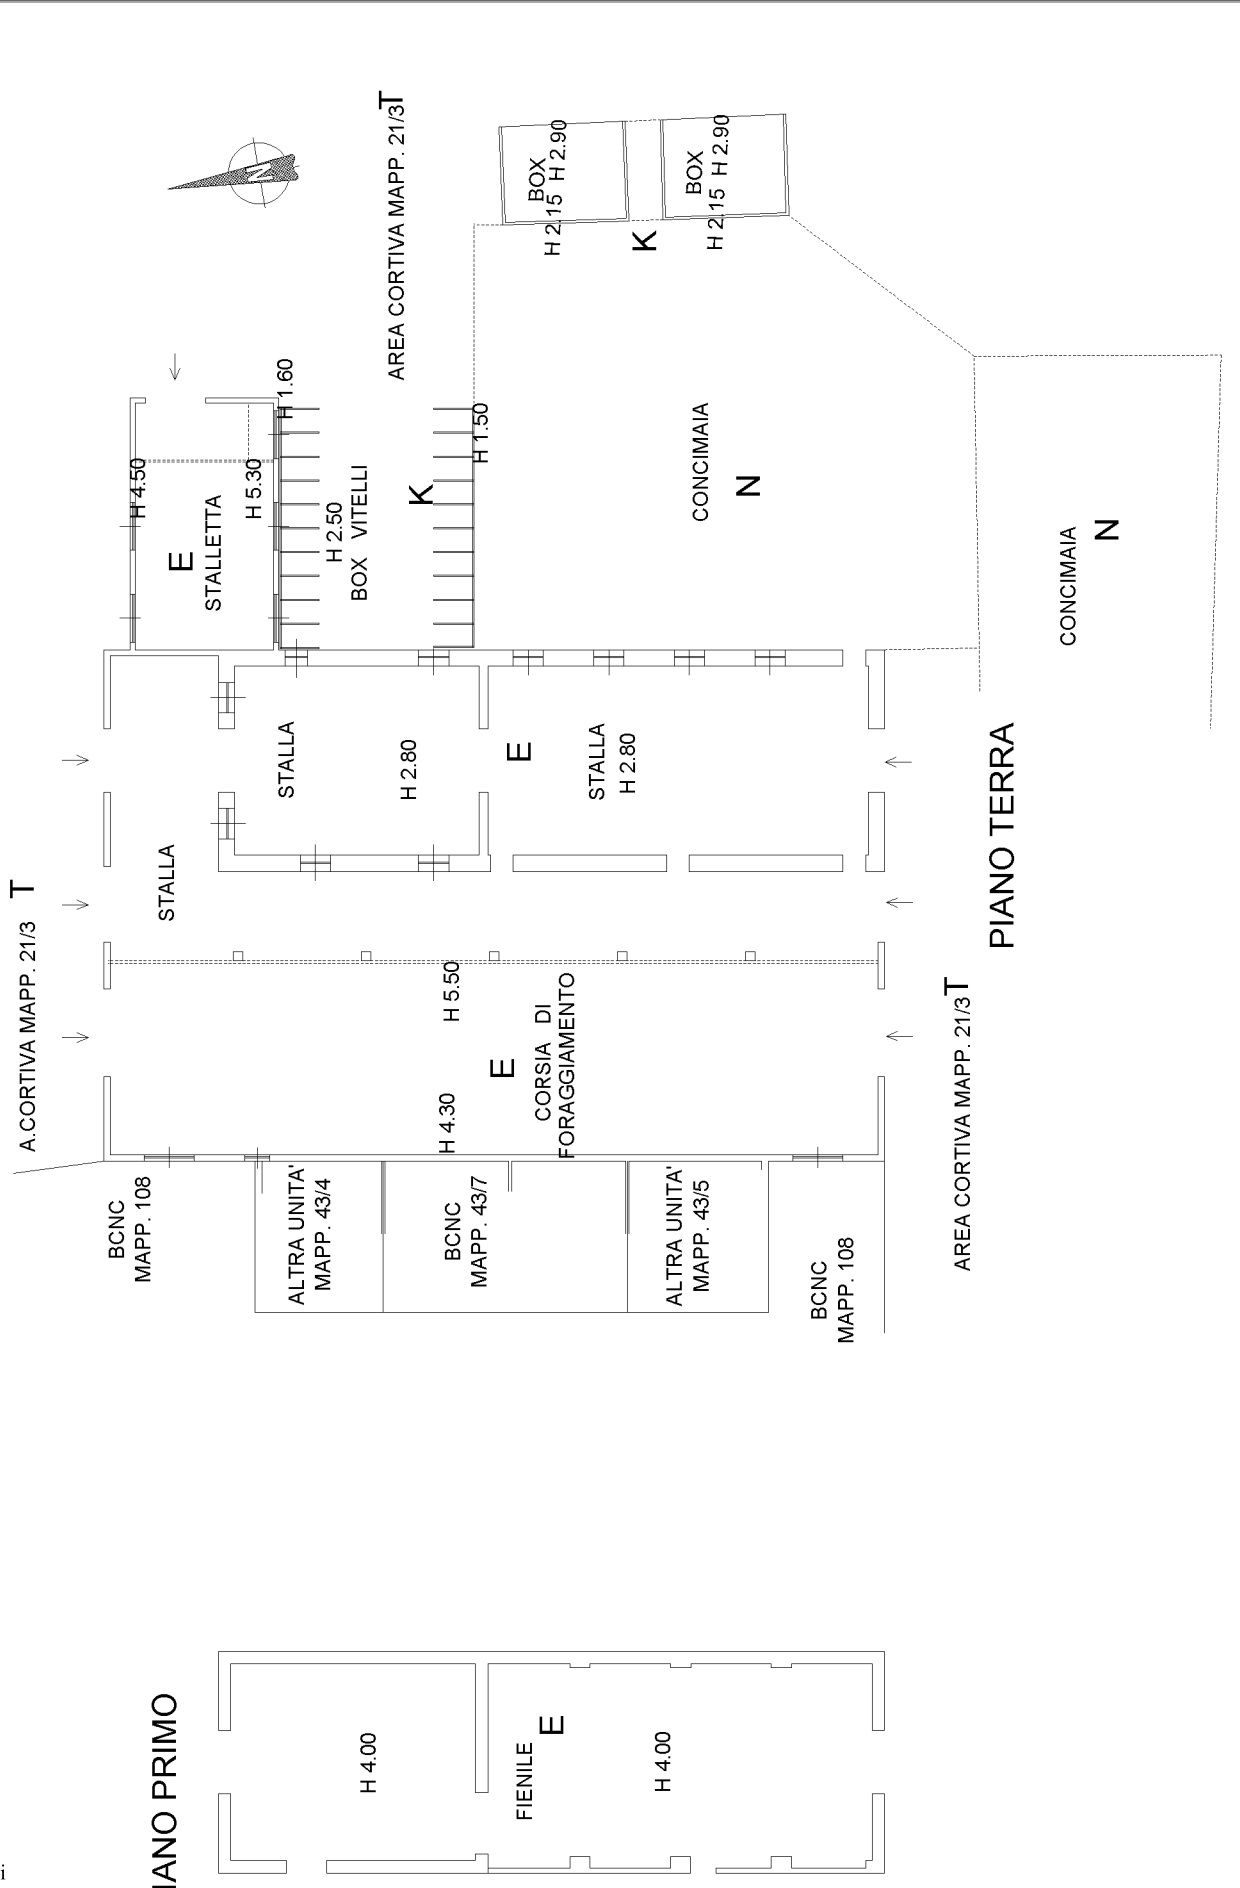 AREA CORTIVA MAPP. 21/3 T
BOX
H 2.15 H 2.90
BOX
H 2.15 H 2.90
K
N
H 1.60
H 1.50
H 4.50
H 5.30
E
STALLETTA
H 2.50
BOX VITELLI
K
CONCIMAIA
N
CONCIMAIA
N
STALLA
H 2.80
E
STALLA
H 2.80
STALLA
PIANO TERRA
A.CORTIVA MAPP. 21/3 T
H 5.50
E
CORSIA DI
FORAGGIAMENTO
H 4.30
AREA CORTIVA MAPP. 21/3 T
BCNC
MAPP. 108
ALTRA UNITA'
MAPP. 43/4
BCNC
MAPP. 43/7
ALTRA UNITA'
MAPP. 43/5
BCNC
MAPP. 108
IANO PRIMO
H 4.00
FIENILE
E
H 4.00
i